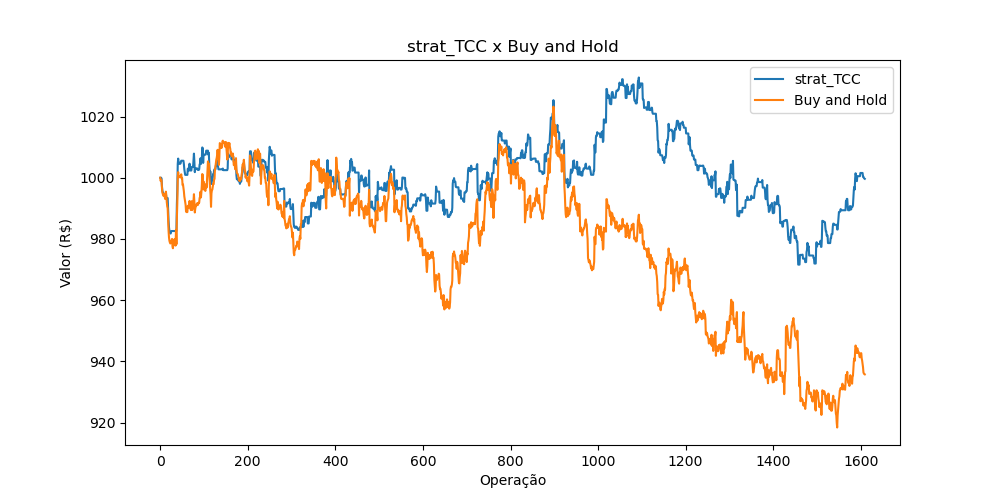 strat_TCC x Buy and Hold
strat_TCC
Buy and Hold
Valor (R$)
1020
1000
980
960
940
920
0 200 400 600 800 1000 1200 1400 1600
Operação